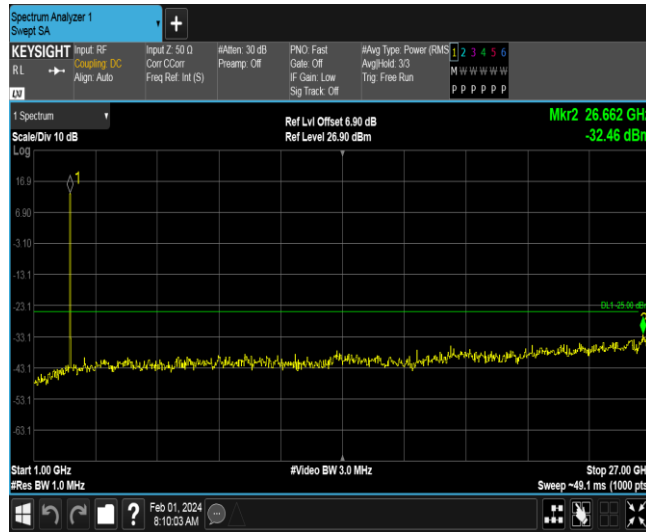 Spectrum Analyzer 1
Swept SA
KEYSIGHT
RL
LXI
Input: RF
Coupling: DC
Align: Auto
Input Z: 50 Ω
Corr CCorr
Freq Ref: Int (S)
#Atten: 30 dB
Preamp: Off
PNO: Fast
Gate: Off
IF Gain: Low
Sig Track: Off
#Avg Type: Power (RMS
Avg|Hold: 3/3
Trig: Free Run
1 2 3 4 5 6
M W W W W W
P P P P P P
1 Spectrum
Scale/Div 10 dB
Log
Ref Lvl Offset 6.90 dB
Ref Level 26.90 dBm
Mkr2 26.662 GHz
-32.46 dBm
1
16.9
6.90
-3.10
-13.1
-23.1
-33.1
-43.1
-53.1
-63.1
DL1 -25.00 dBm
Start 1.00 GHz
#Res BW 1.0 MHz
#Video BW 3.0 MHz
Stop 27.00 GHz
Sweep ~49.1 ms (1000 pts)
?
Feb 01, 2024
8:10:03 AM